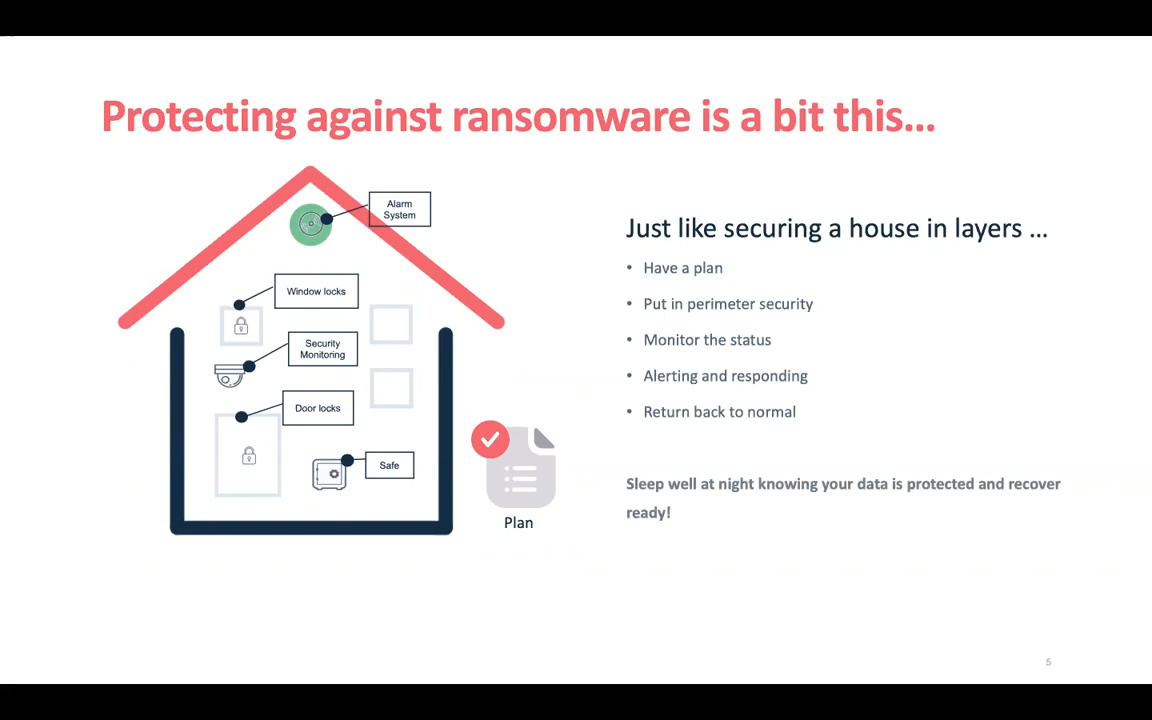 Protecting against ransomware is a bit this...
Alarm
System
Window locks
Security
Monitoring
Door locks
Safe
Plan
Just like securing a house in layers ...
• Have a plan
• Put in perimeter security
• Monitor the status
• Alerting and responding
• Return back to normal
Sleep well at night knowing your data is protected and recover
ready!
5